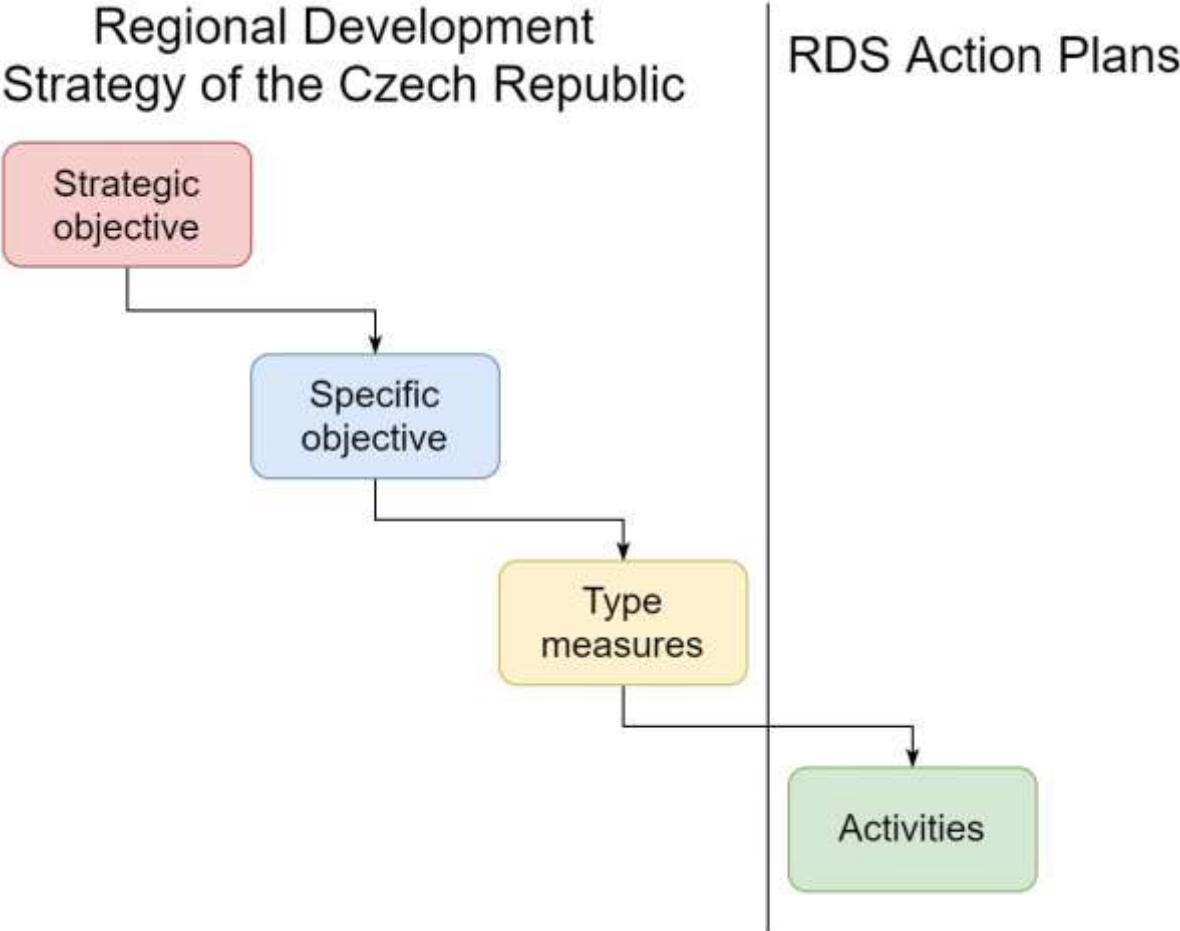 Regional Development
Strategy of the Czech Republic
RDS Action Plans
Strategic
objective
Specific
objective
Type
measures
Activities